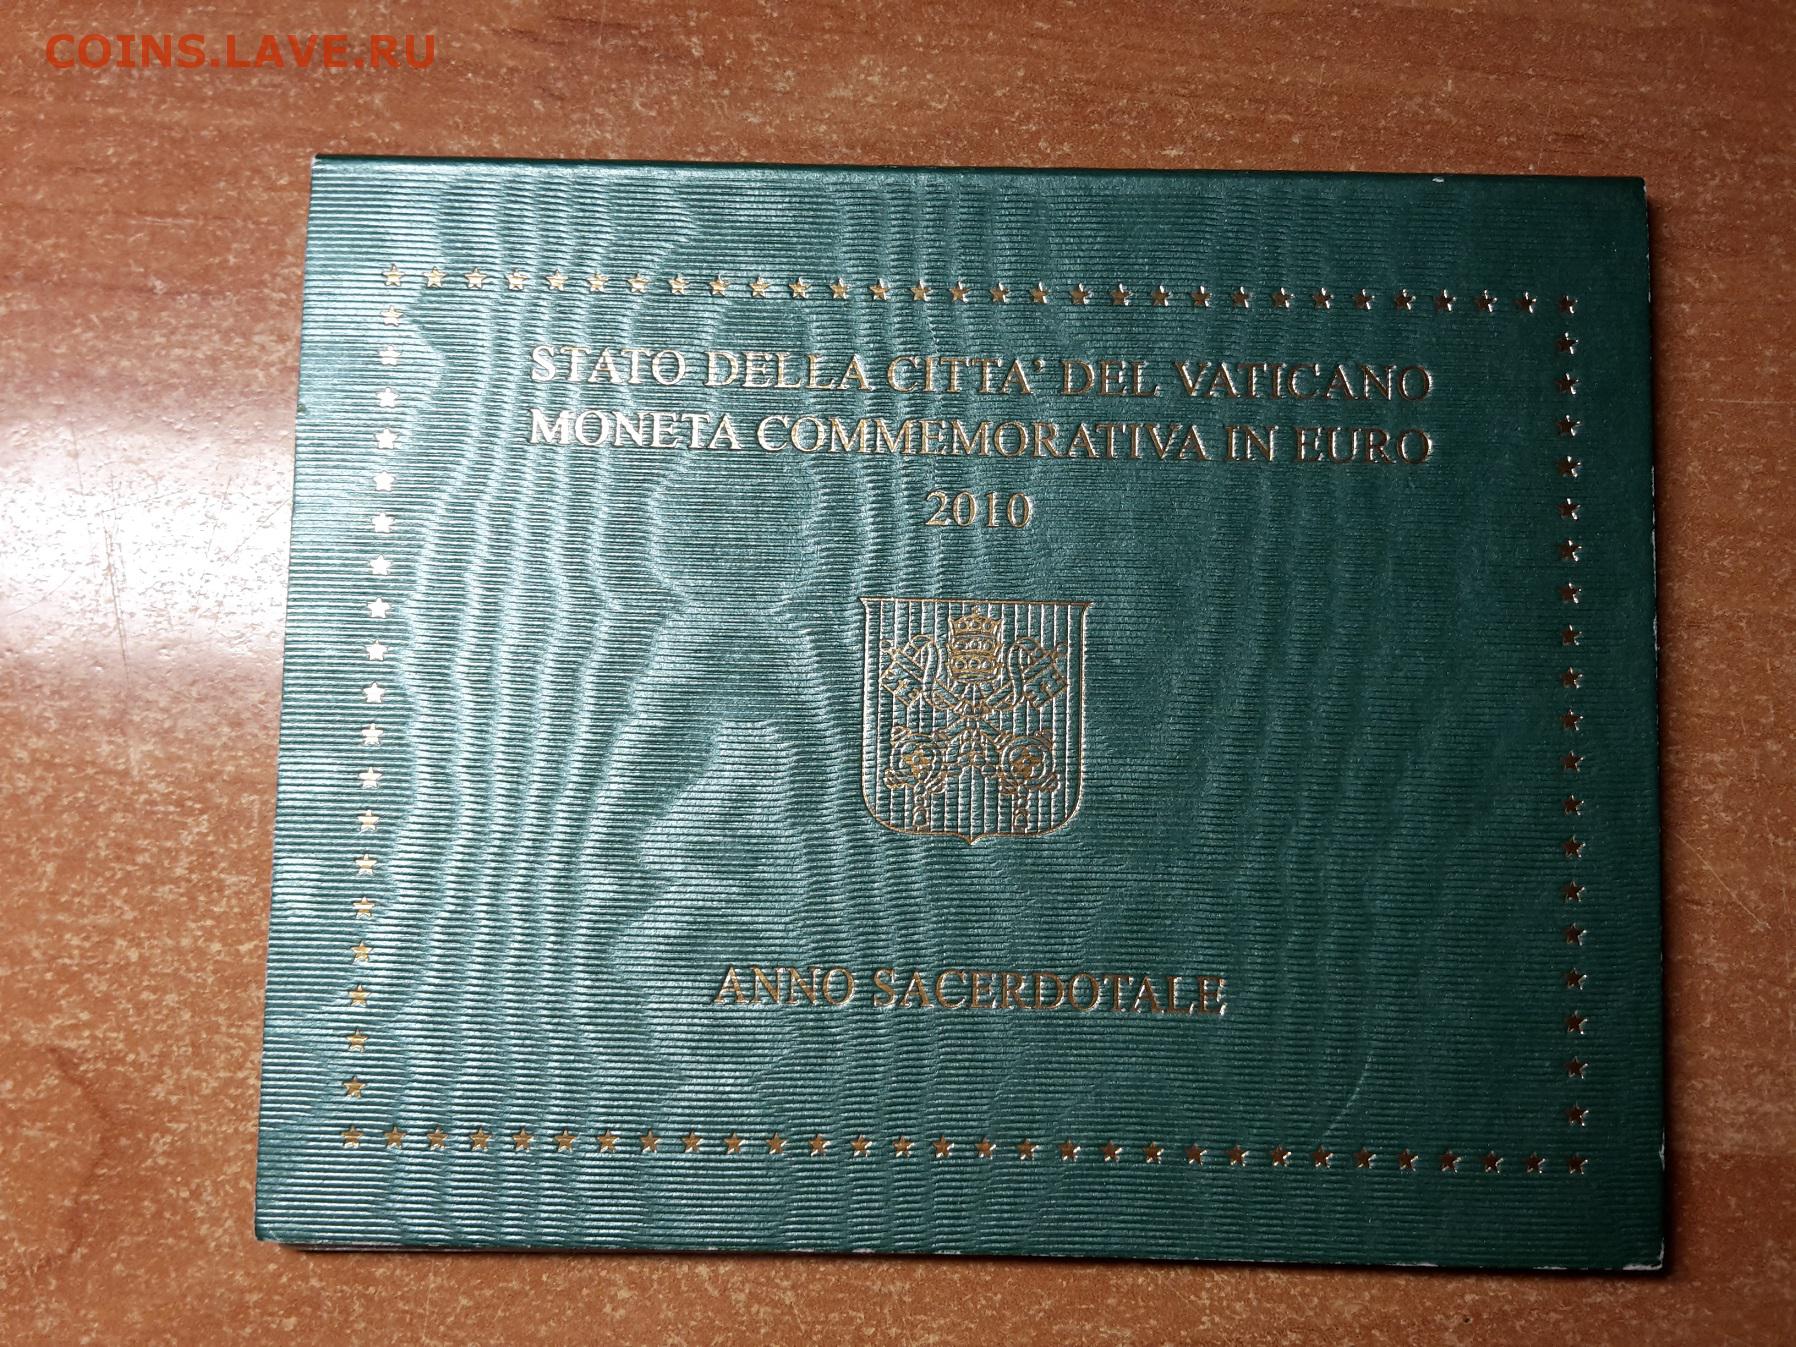 COINS.LAVE.RU
STATO DELLA CITTA' DEL VATICANO
MONETA COMMEMORATIVA IN EURO
2010
ANNO SACERDOTALE